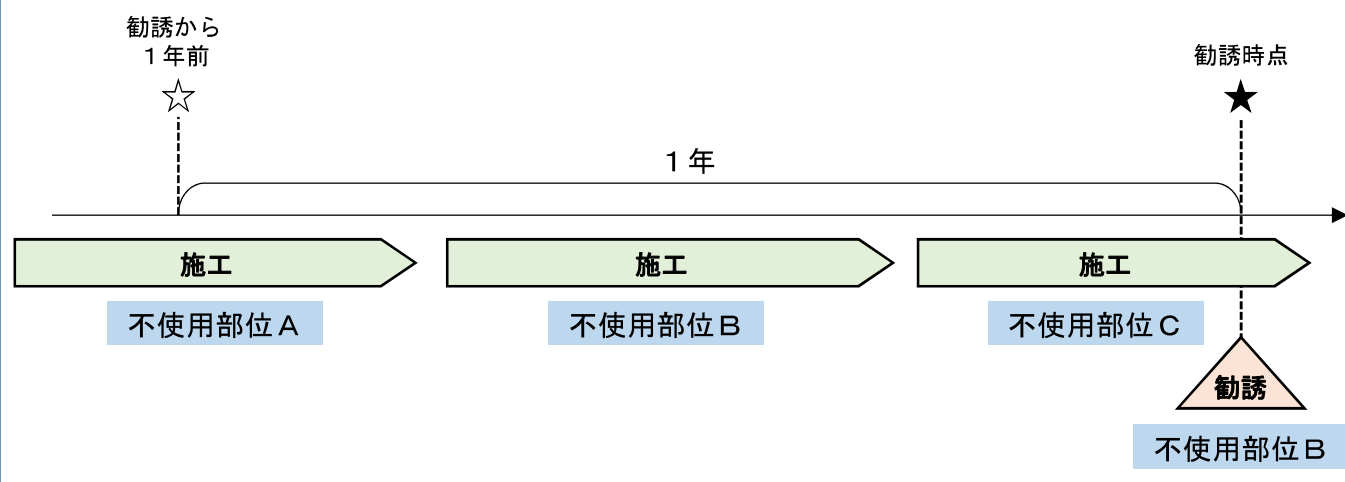 勧誘から
１年前
勧誘時点
☆
★
１年
施工
施工
施工
不使用部位Ａ
不使用部位Ｂ
不使用部位Ｃ
勧誘
不使用部位Ｂ